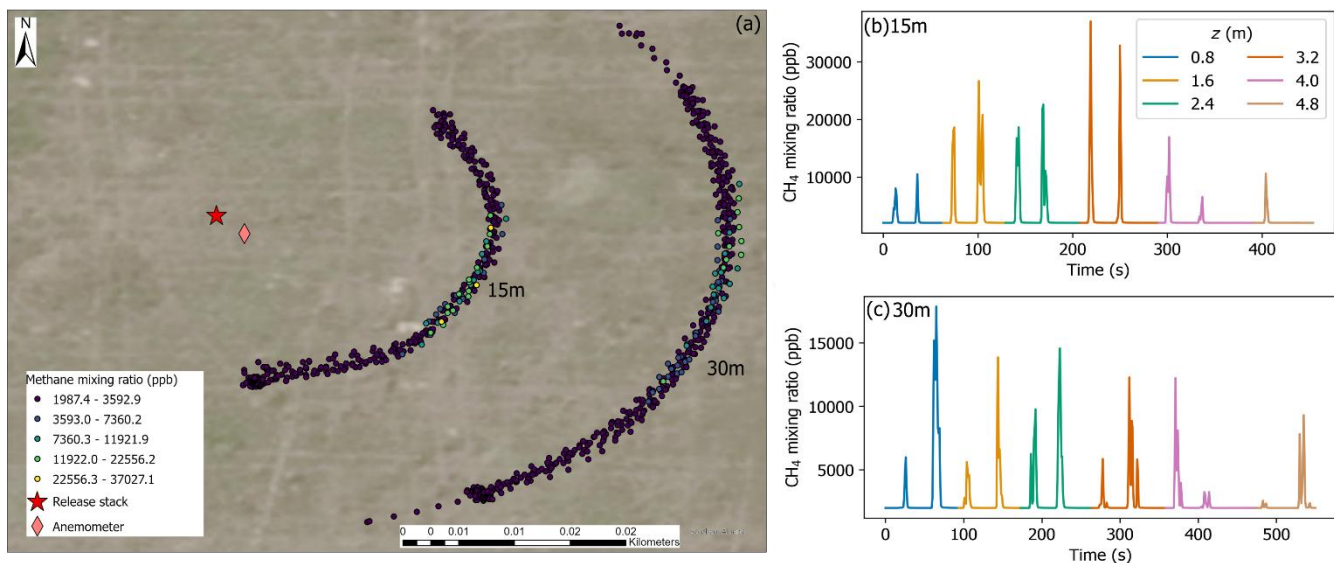 N
(a)
15m
30m
Methane mixing ratio (ppb)
1987.4 - 3592.9
3593.0 - 7360.2
7360.3 - 11921.9
11922.0 - 22556.2
22556.3 - 37027.1
Release stack
Anemometer
0 0 0.01 0.01 0.02 0.02
Kilometers
(b)15m
CH₄ mixing ratio (ppb)
30000
20000
10000
z (m)
0.8 3.2
1.6 4.0
2.4 4.8
0 100 200 300 400
Time (s)
(c)30m
CH₄ mixing ratio (ppb)
15000
10000
5000
0 100 200 300 400 500
Time (s)